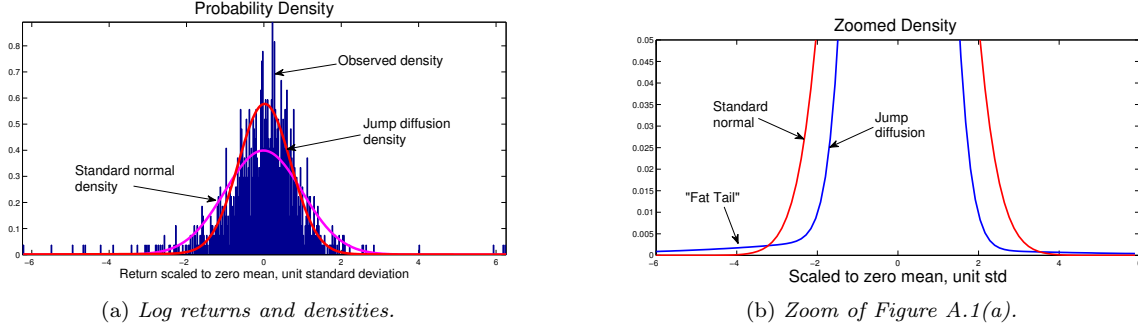 Probability Density
0.8
0.7
0.6
0.5
0.4
0.3
0.2
0.1
0
Observed density
Jump diffusion
density
Standard normal
density
-6 -4 -2 0 2 4 6
Return scaled to zero mean, unit standard deviation
(a) Log returns and densities.
Zoomed Density
0.05
0.045
0.04
0.035
0.03
0.025
0.02
0.015
0.01
0.005
0
Standard
normal
Jump
diffusion
"Fat Tail"
−6 −4 −2 0 2 4
Scaled to zero mean, unit std
(b) Zoom of Figure A.1(a).